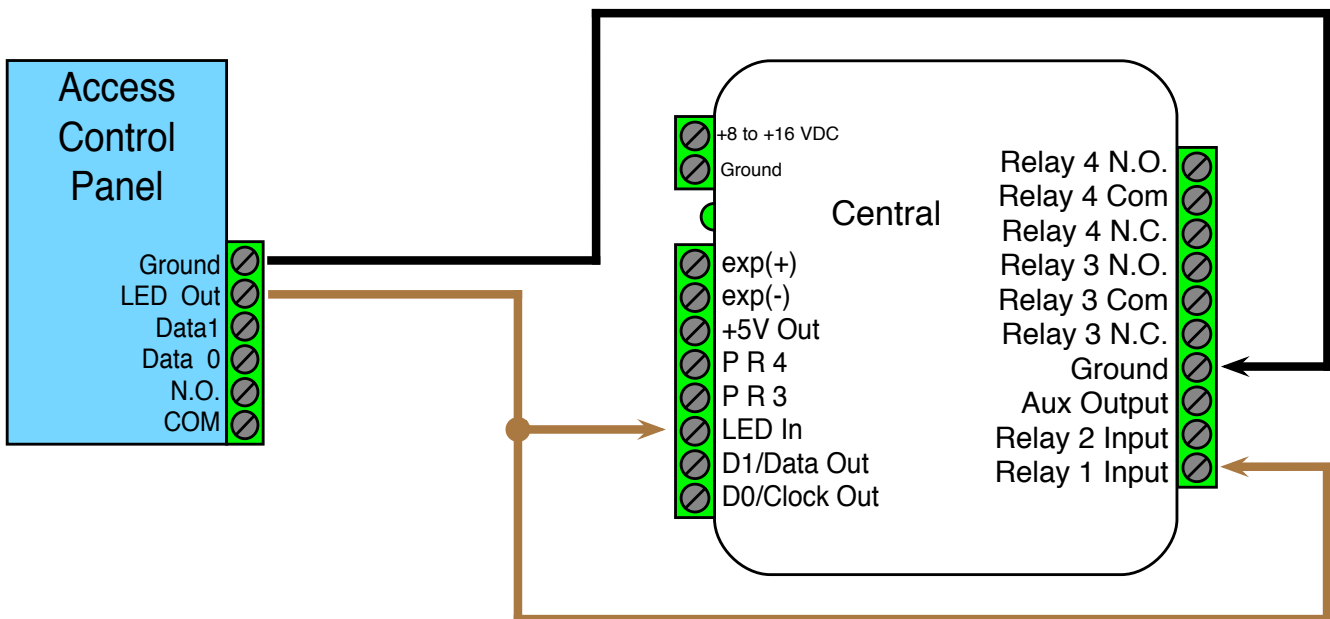 Access
Control
Panel
Ground
LED Out
Data1
Data 0
N.O.
COM
+8 to +16 VDC
Ground
Central
exp(+)
exp(-)
+5V Out
P R 4
P R 3
LED In
D1/Data Out
D0/Clock Out
Relay 4 N.O.
Relay 4 Com
Relay 4 N.C.
Relay 3 N.O.
Relay 3 Com
Relay 3 N.C.
Ground
Aux Output
Relay 2 Input
Relay 1 Input